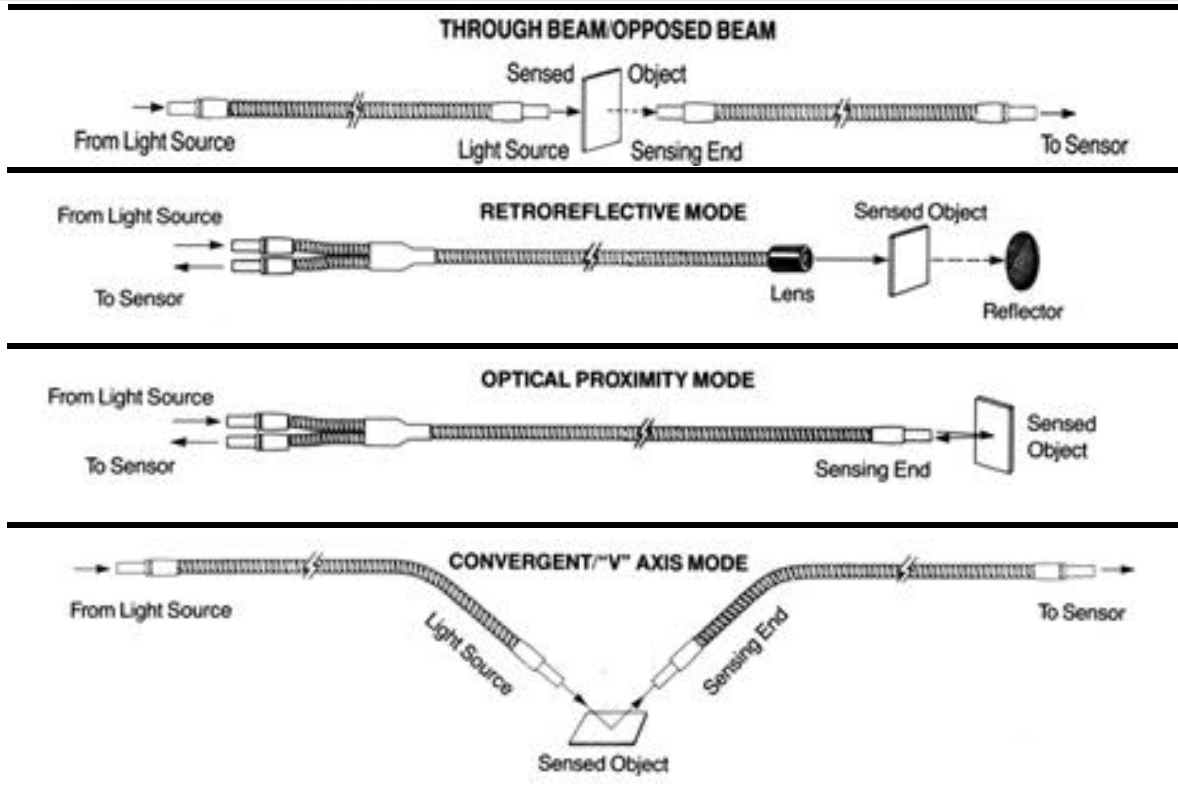 THROUGH BEAM/OPPOSED BEAM
Sensed Object
From Light Source
Light Source
Sensing End
To Sensor
RETROREFLECTIVE MODE
From Light Source
Sensed Object
To Sensor
Lens
Reflector
OPTICAL PROXIMITY MODE
From Light Source
Sensed
Object
To Sensor
Sensing End
CONVERGENT/"V" AXIS MODE
From Light Source
Light Source
Sensing End
To Sensor
Sensed Object